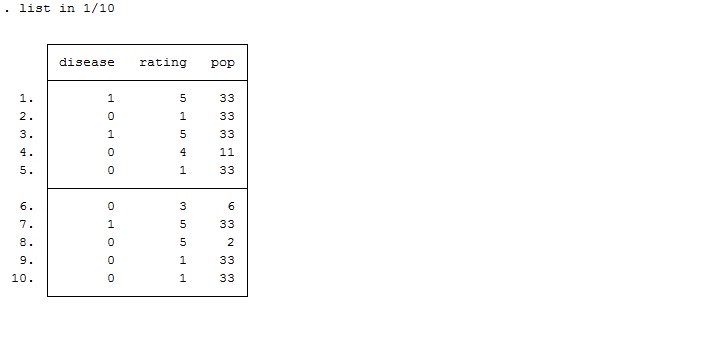 . list in 1/10
disease rating pop
1. 1 5 33
2. 0 1 33
3. 1 5 33
4. 0 4 11
5. 0 1 33
6. 0 3 6
7. 1 5 33
8. 0 5 2
9. 0 1 33
10. 0 1 33